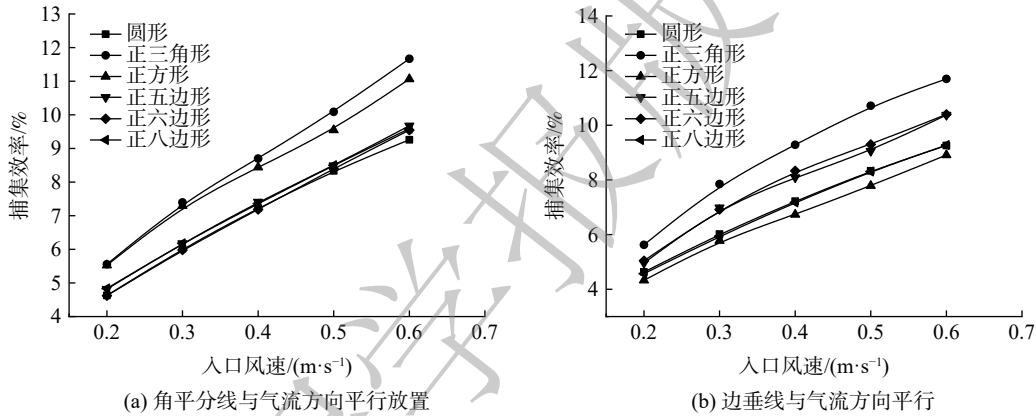 13
12
11
10
9
8
7
6
5
4
捕集效率/%
圆形
正三角形
正方形
正五边形
正六边形
正八边形
0.2 0.3 0.4 0.5 0.6 0.7
入口风速/(m·s⁻¹)
(a) 角平分线与气流方向平行放置
14
12
10
8
6
4
捕集效率/%
圆形
正三角形
正方形
正五边形
正六边形
正八边形
0.2 0.3 0.4 0.5 0.6 0.7
入口风速/(m·s⁻¹)
(b) 边垂线与气流方向平行
学报版